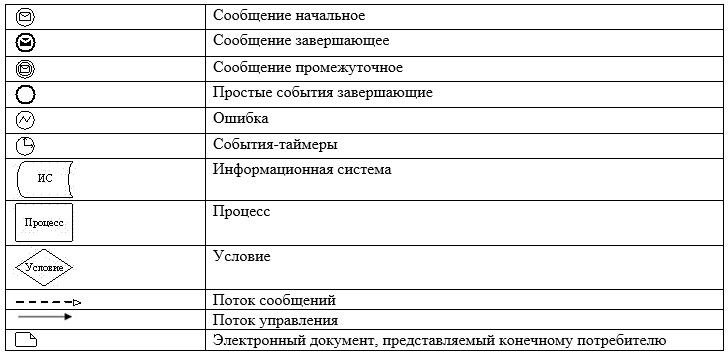 Сообщение начальное
Сообщение завершающее
Сообщение промежуточное
Простые события завершающие
Ошибка
События-таймеры
ИС
Информационная система
Процесс
Процесс
Условие
Условие
Поток сообщений
Поток управления
Электронный документ, представляемый конечному потребителю